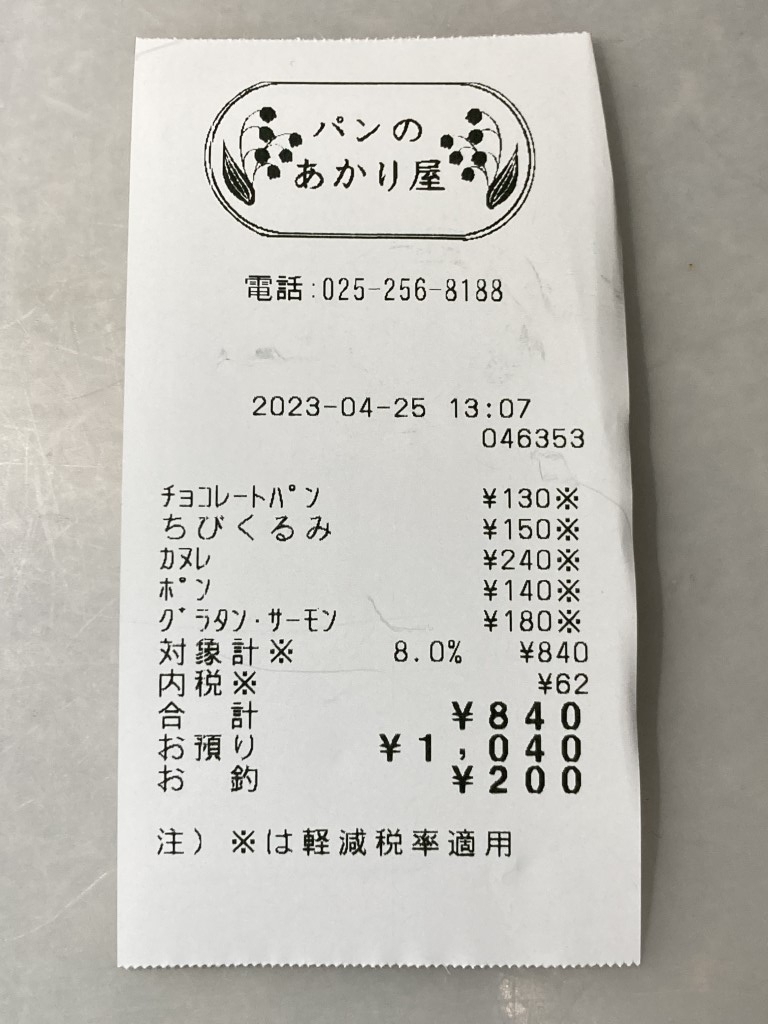 パンの
あかり屋
電話:025-256-8188
2023-04-25 13:07
046353
ﾁｮｺﾚｰﾄﾊﾟﾝ ¥130※
ちびくるみ ¥150※
ｶﾇﾚ ¥240※
ﾎﾟﾝ ¥140※
ｸﾞﾗﾀﾝ･ｻｰﾓﾝ ¥180※
対象計※ 8.0% ¥840
内税※ ¥62
合 計 ¥840
お預り ¥1,040
お 釣 ¥200
注）※は軽減税率適用